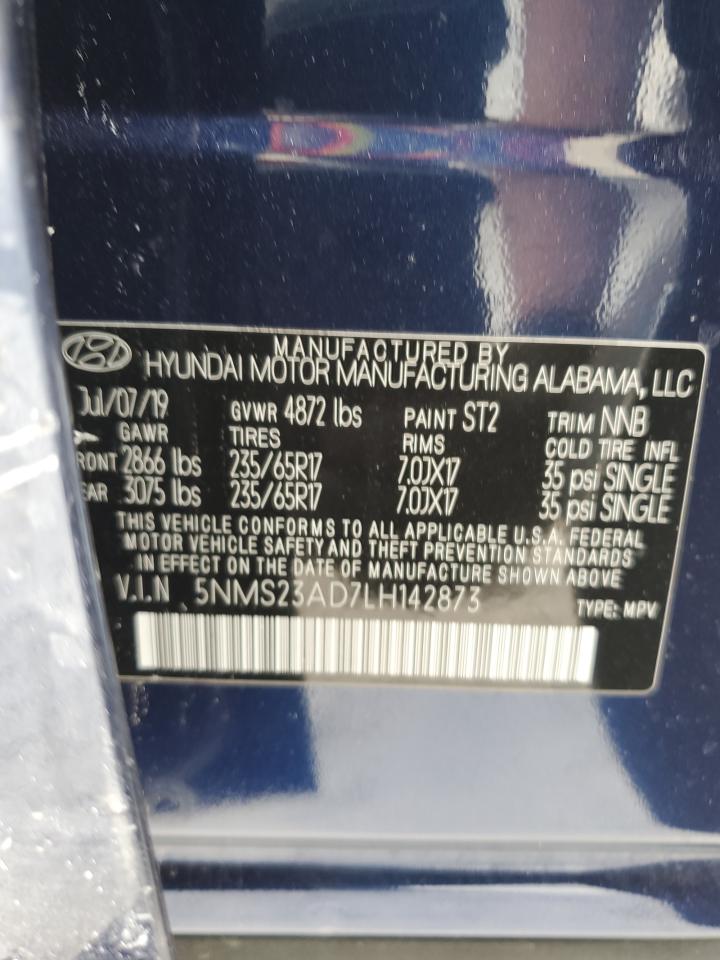 MANUFACTURED BY
HYUNDAI MOTOR MANUFACTURING ALABAMA, LLC
Jul/07/19 GVWR 4872 lbs PAINT ST2 TRIM NNB
GAWR TIRES RIMS COLD TIRE INFL
RONT 2866 lbs 235/65R17 7.0JX17 35 psi SINGLE
EAR 3075 lbs 235/65R17 7.0JX17 35 psi SINGLE
THIS VEHICLE CONFORMS TO ALL APPLICABLE U.S.A. FEDERAL
MOTOR VEHICLE SAFETY AND THEFT PREVENTION STANDARDS
IN EFFECT ON THE DATE OF MANUFACTURE SHOWN ABOVE
V.I.N 5NMS23AD7LH142873 TYPE: MPV